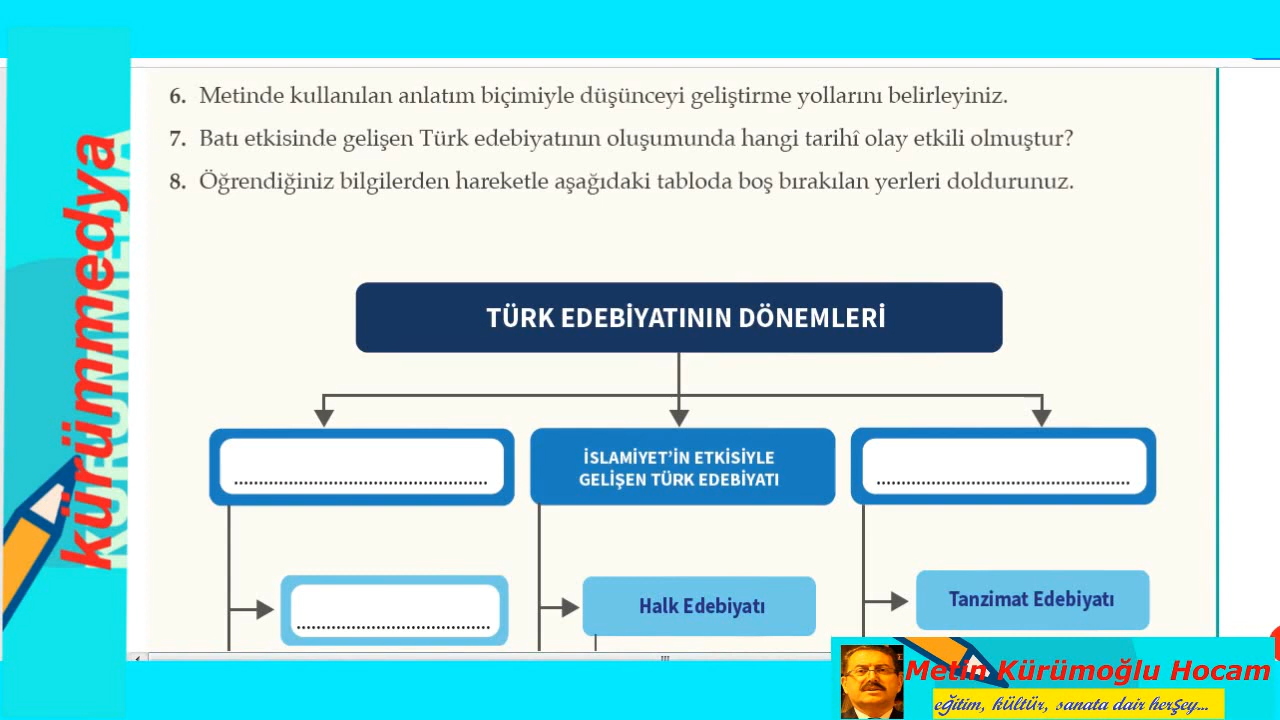 6. Metinde kullanılan anlatım biçimiyle düşünceyi geliştirme yollarını belirleyiniz.
7. Batı etkisinde gelişen Türk edebiyatının oluşumunda hangi tarihî olay etkili olmuştur?
8. Öğrendiğiniz bilgilerden hareketle aşağıdaki tabloda boş bırakılan yerleri doldurunuz.
TÜRK EDEBİYATININ DÖNEMLERİ
İSLAMİYET'İN ETKİSİYLE
GELİŞEN TÜRK EDEBİYATI
Halk Edebiyatı
Tanzimat Edebiyatı
kürümmedya
Metin Kürümoğlu Hocam
eğitim, kültür, sanata dair herşey...